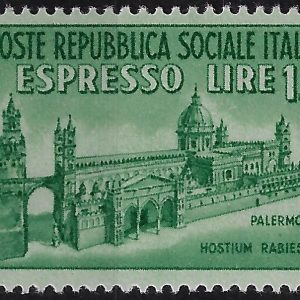 POSTE REPUBBLICA SOCIALE ITAL
ESPRESSO LIRE 1
PALERMO
HOSTIUM RABIES